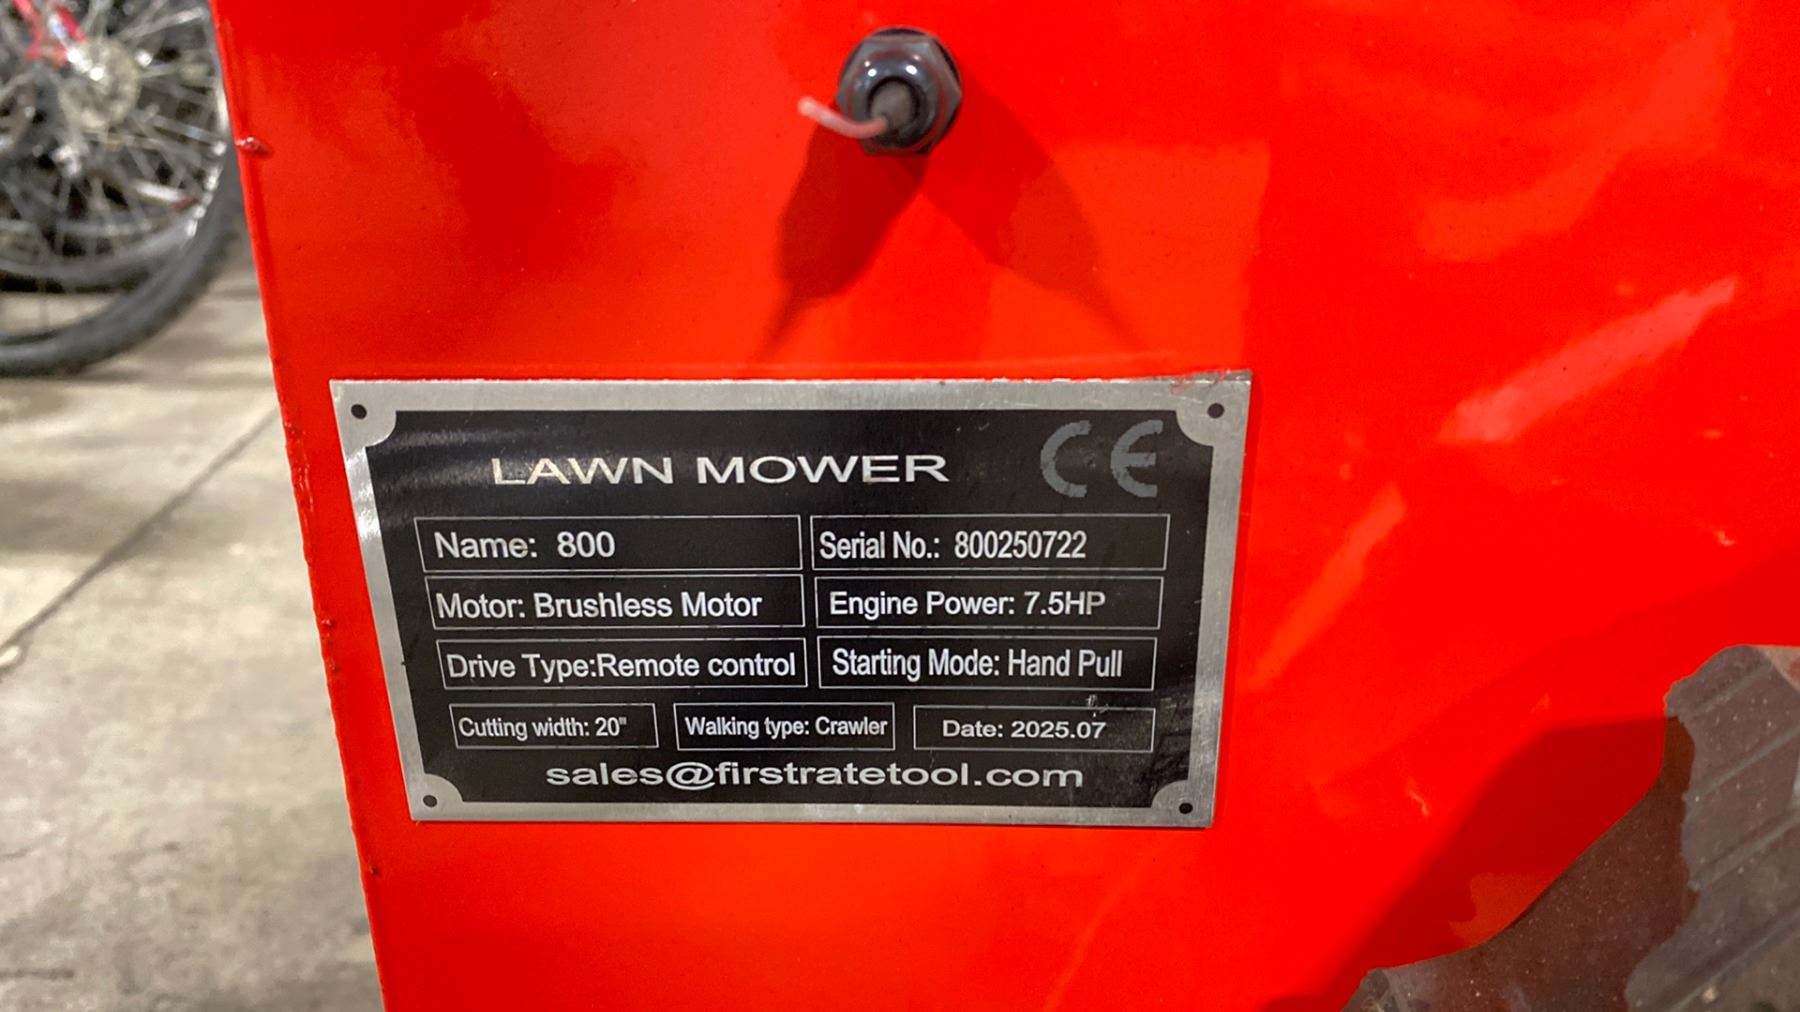 LAWN MOWER CE
Name: 800
Serial No.: 800250722
Motor: Brushless Motor
Engine Power: 7.5HP
Drive Type:Remote control
Starting Mode: Hand Pull
Cutting width: 20"
Walking type: Crawler
Date: 2025.07
sales@firstratetool.com